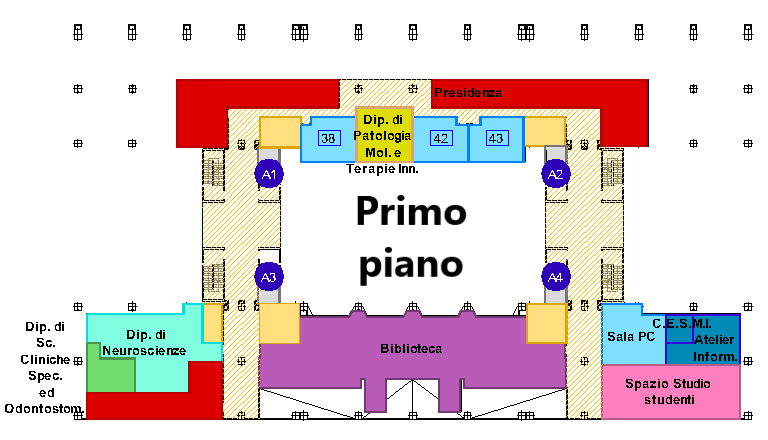 Presidenza
Dip. di
Patologia
Mol. e
Terapie Inn.
38
42
43
A1
A2
Primo
piano
A3
A4
Dip. di
Sc.
Cliniche
Spec.
ed
Odontostom.
Dip. di
Neuroscienze
Biblioteca
Sala PC
C.E.S.M.I.
Atelier
Inform.
Spazio Studio
studenti